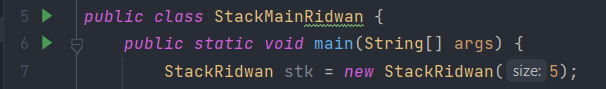 5 public class StackMainRidwan {
6 public static void main(String[] args) {
7 StackRidwan stk = new StackRidwan( size: 5);